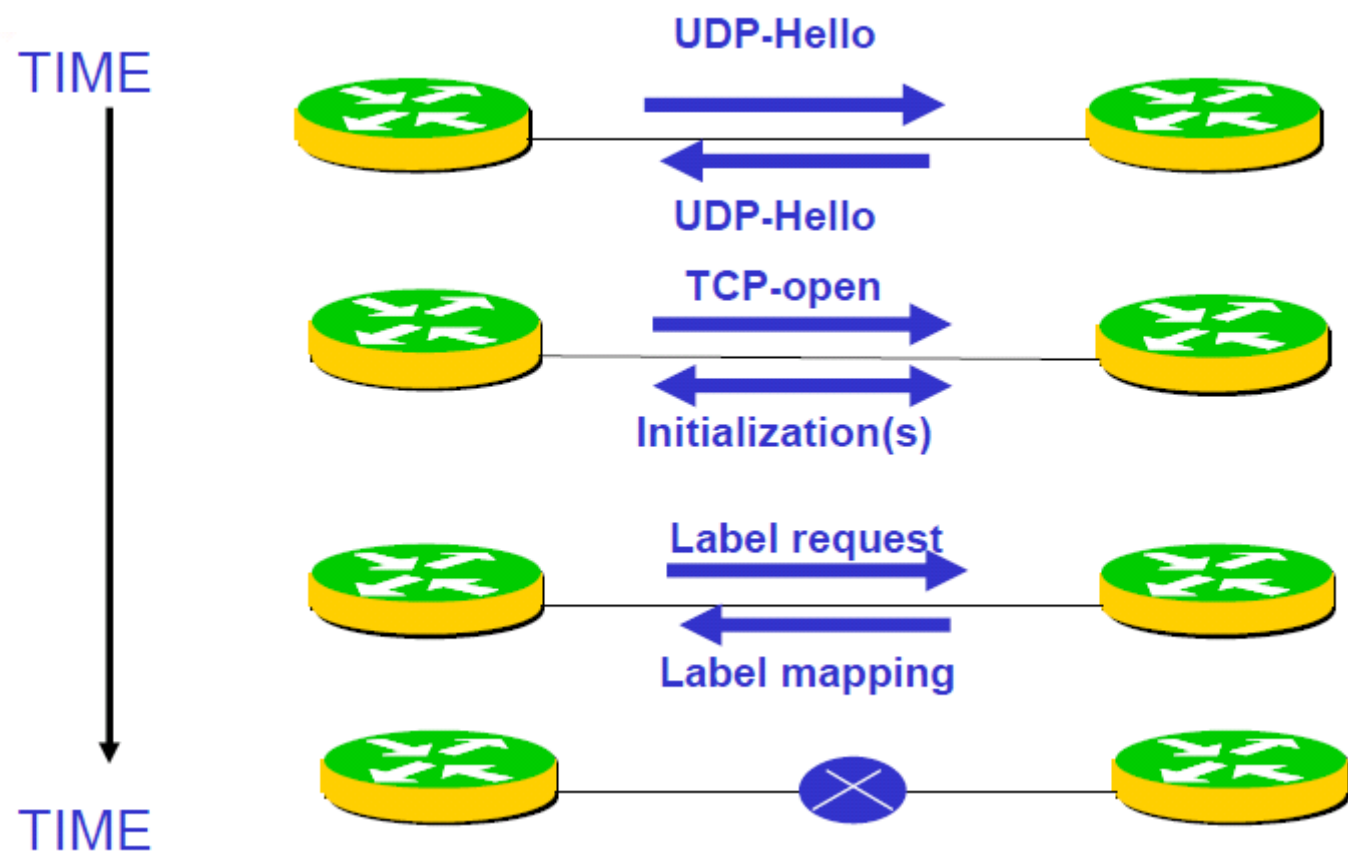 UDP-Hello
TIME
UDP-Hello
TCP-open
Initialization(s)
Label request
Label mapping
TIME